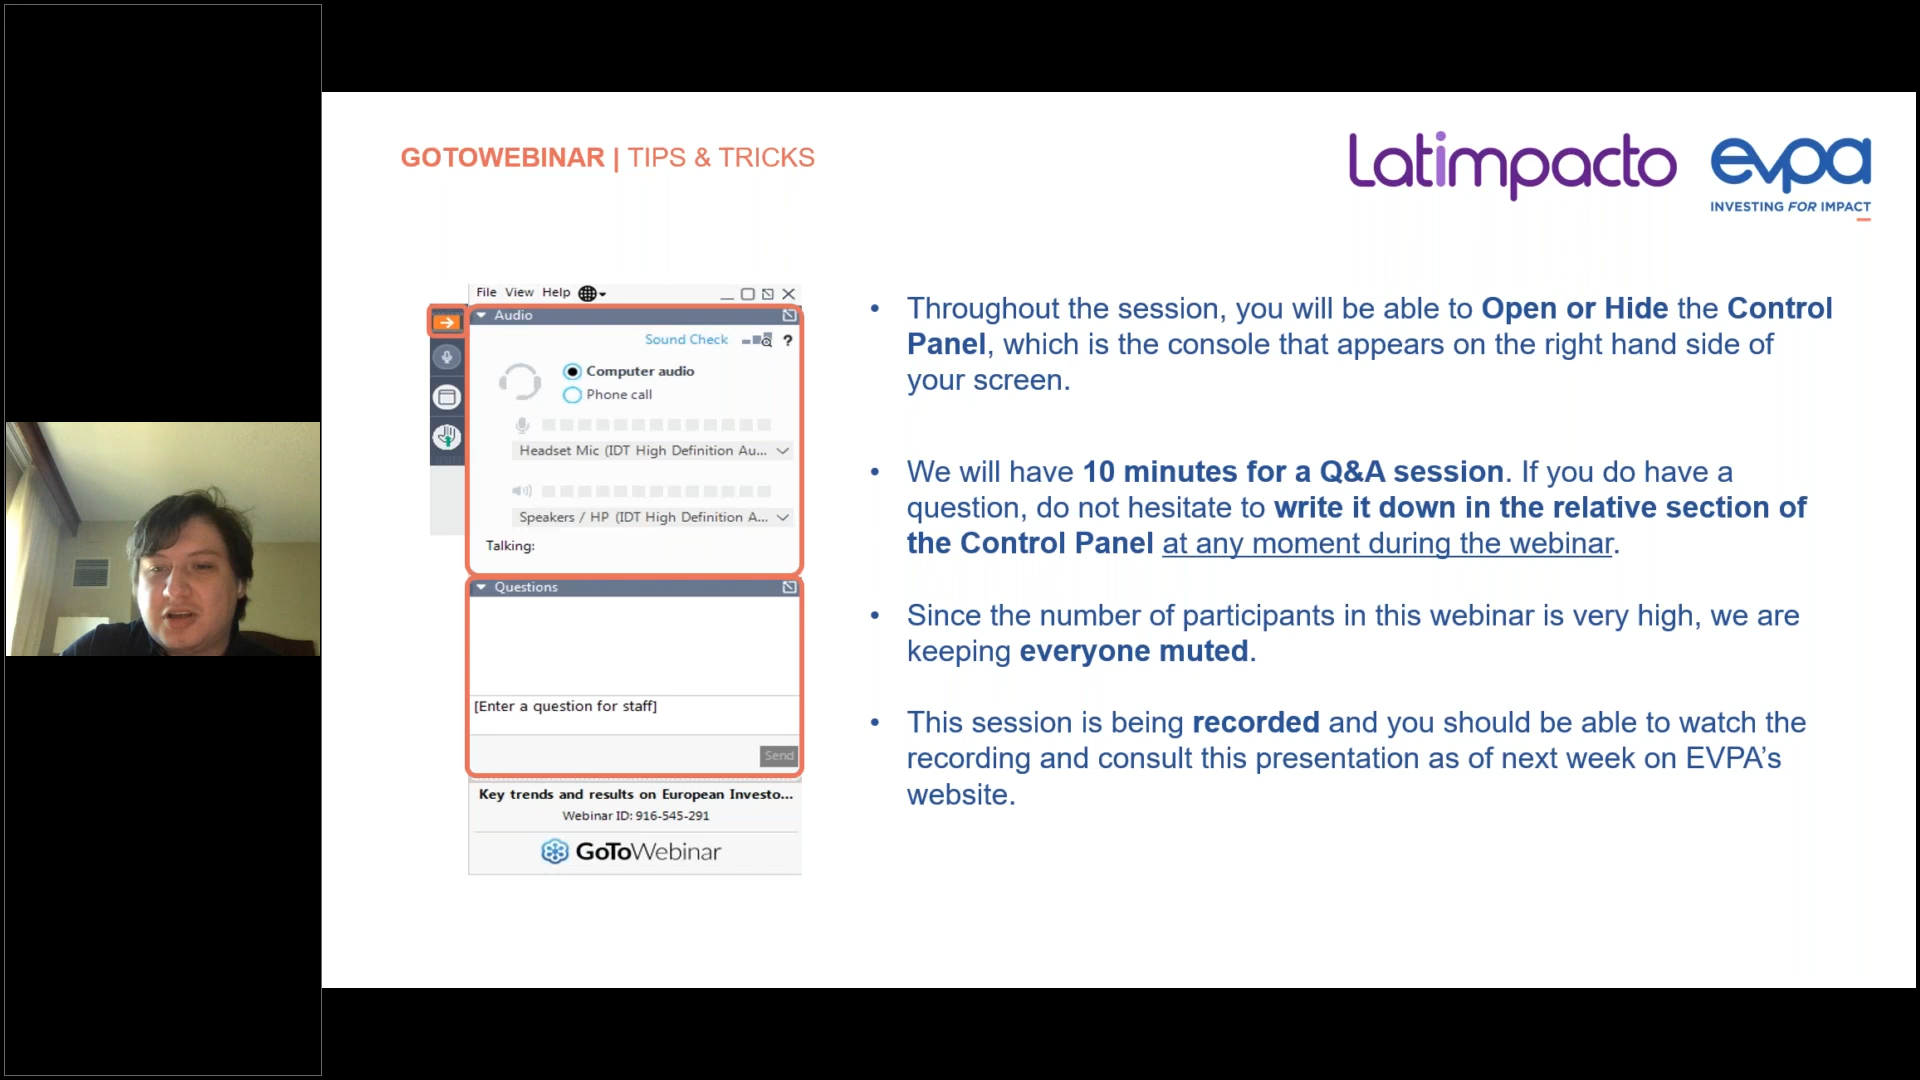 GOTOWEBINAR | TIPS & TRICKS
Latimpacto
evpa
INVESTING FOR IMPACT
File View Help
Audio
Sound Check
?
Computer audio
Phone call
Headset Mic (IDT High Definition Au...
Speakers / HP (IDT High Definition A...
Talking:
Questions
[Enter a question for staff]
Send
Key trends and results on European Investo...
Webinar ID: 916-545-291
GoToWebinar
• Throughout the session, you will be able to Open or Hide the Control
Panel, which is the console that appears on the right hand side of
your screen.
• We will have 10 minutes for a Q&A session. If you do have a
question, do not hesitate to write it down in the relative section of
the Control Panel at any moment during the webinar.
• Since the number of participants in this webinar is very high, we are
keeping everyone muted.
• This session is being recorded and you should be able to watch the
recording and consult this presentation as of next week on EVPA’s
website.